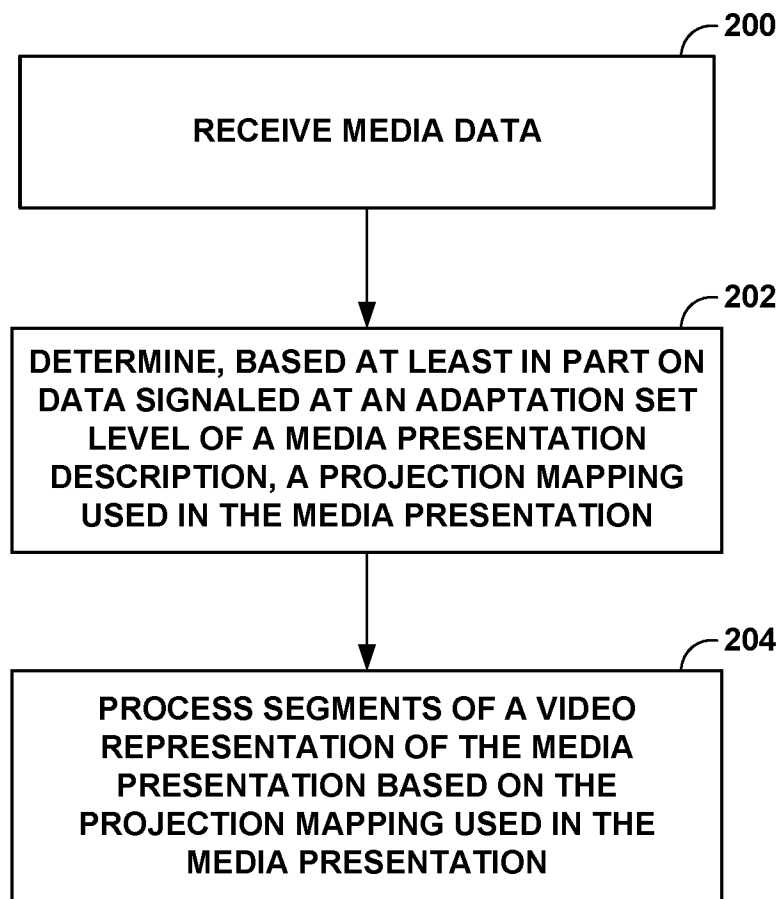 200
RECEIVE MEDIA DATA
202
DETERMINE, BASED AT LEAST IN PART ON
DATA SIGNALED AT AN ADAPTATION SET
LEVEL OF A MEDIA PRESENTATION
DESCRIPTION, A PROJECTION MAPPING
USED IN THE MEDIA PRESENTATION
204
PROCESS SEGMENTS OF A VIDEO
REPRESENTATION OF THE MEDIA
PRESENTATION BASED ON THE
PROJECTION MAPPING USED IN THE
MEDIA PRESENTATION